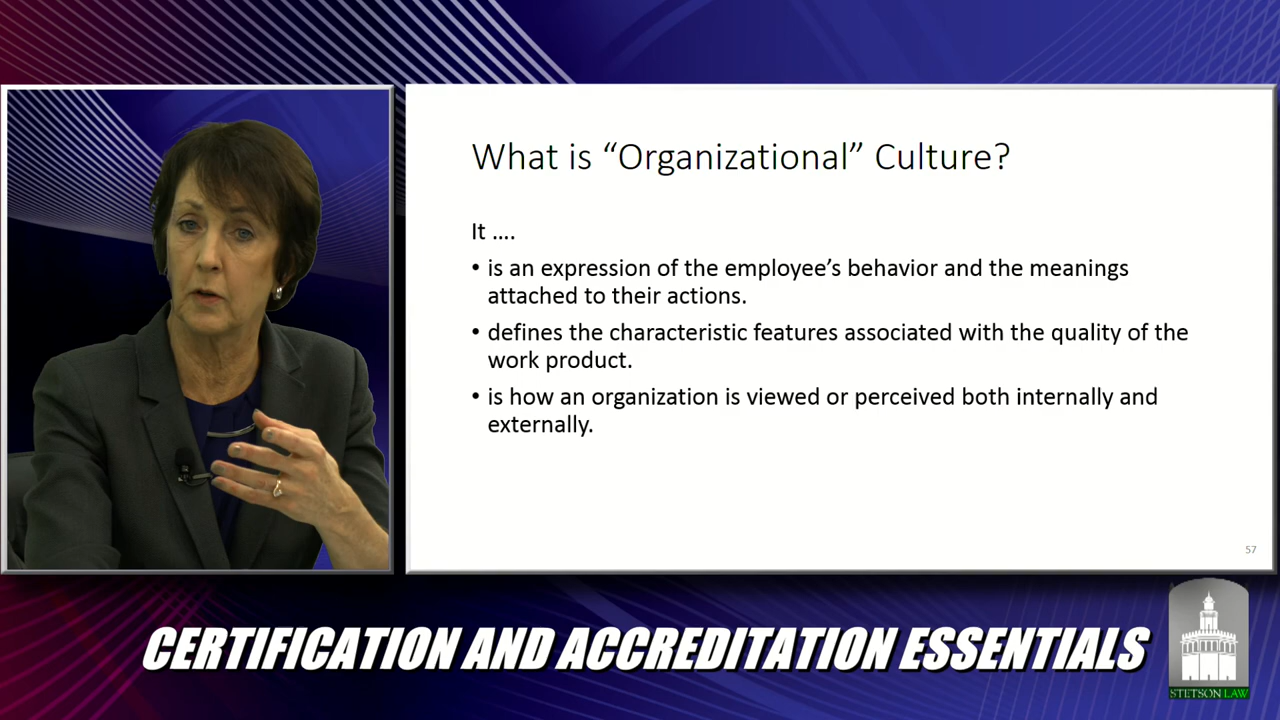 What is “Organizational” Culture?
It ....
• is an expression of the employee’s behavior and the meanings
attached to their actions.
• defines the characteristic features associated with the quality of the
work product.
• is how an organization is viewed or perceived both internally and
externally.
57
CERTIFICATION AND ACCREDITATION ESSENTIALS
STETSON LAW